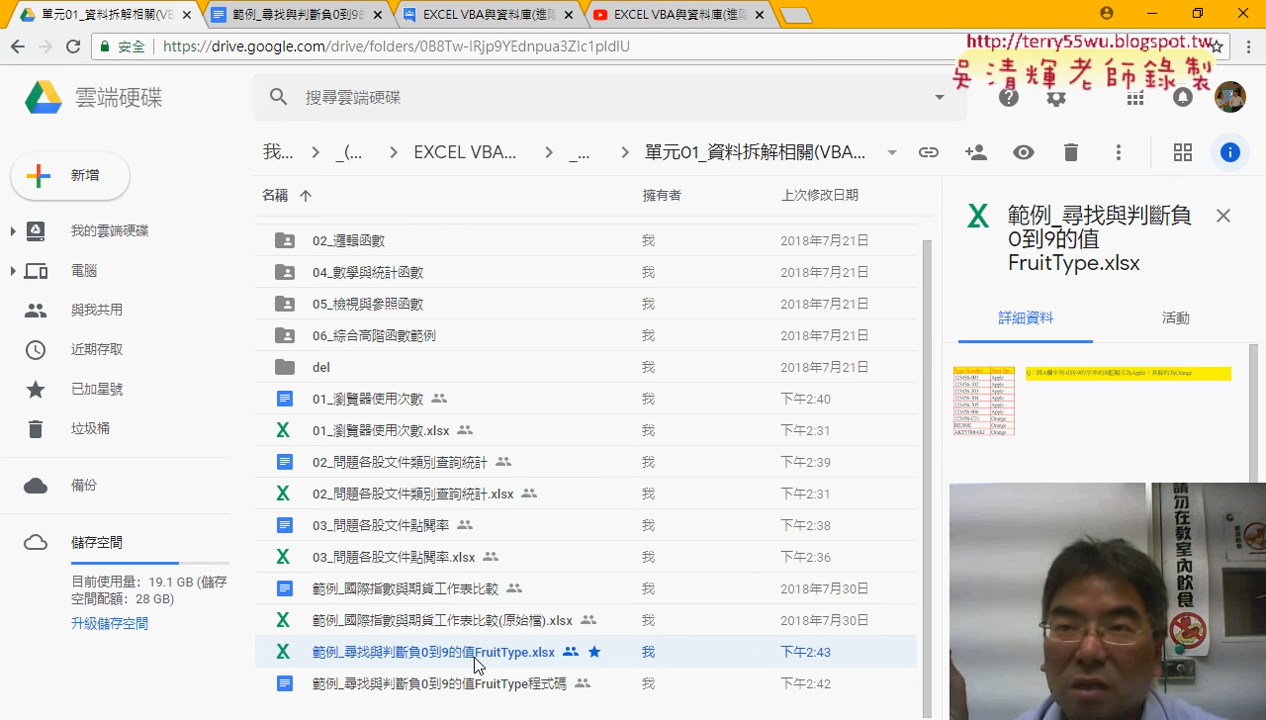 單元01_資料拆解相關(VBA
範例_尋找與判斷負0到9的
EXCEL VBA與資料庫(進階
EXCEL VBA與資料庫(進階
安全 https://drive.google.com/drive/folders/0B8Tw-lRjp9YEdnpua3Zlc1pIdlU
http://terry55wu.blogspot.tw
吳清輝老師錄製
雲端硬碟
搜尋雲端硬碟
我... > _(... > EXCEL VBA... > _... > 單元01_資料拆解相關(VBA...
新增
名稱 擁有者 上次修改日期
我的雲端硬碟
電腦
與我共用
近期存取
已加星號
垃圾桶
備份
儲存空間
目前使用量：19.1 GB (儲存
空間配額：28 GB)
升級儲存空間
02_邏輯函數 我 2018年7月21日
04_數學與統計函數 我 2018年7月21日
05_檢視與參照函數 我 2018年7月21日
06_綜合高階函數範例 我 2018年7月21日
del 我 2018年7月21日
01_瀏覽器使用次數 我 下午2:40
01_瀏覽器使用次數.xlsx 我 下午2:31
02_問題各股文件類別查詢統計 我 下午2:39
02_問題各股文件類別查詢統計.xlsx 我 下午2:31
03_問題各股文件點閱率 我 下午2:38
03_問題各股文件點閱率.xlsx 我 下午2:36
範例_國際指數與期貨工作表比較 我 2018年7月30日
範例_國際指數與期貨工作表比較(原始檔).xlsx 我 2018年7月30日
範例_尋找與判斷負0到9的值FruitType.xlsx 我 下午2:43
範例_尋找與判斷負0到9的值FruitType程式碼 我 下午2:42
範例_尋找與判斷負
0到9的值
FruitType.xlsx
詳細資料 活動
請勿在教室內飲食